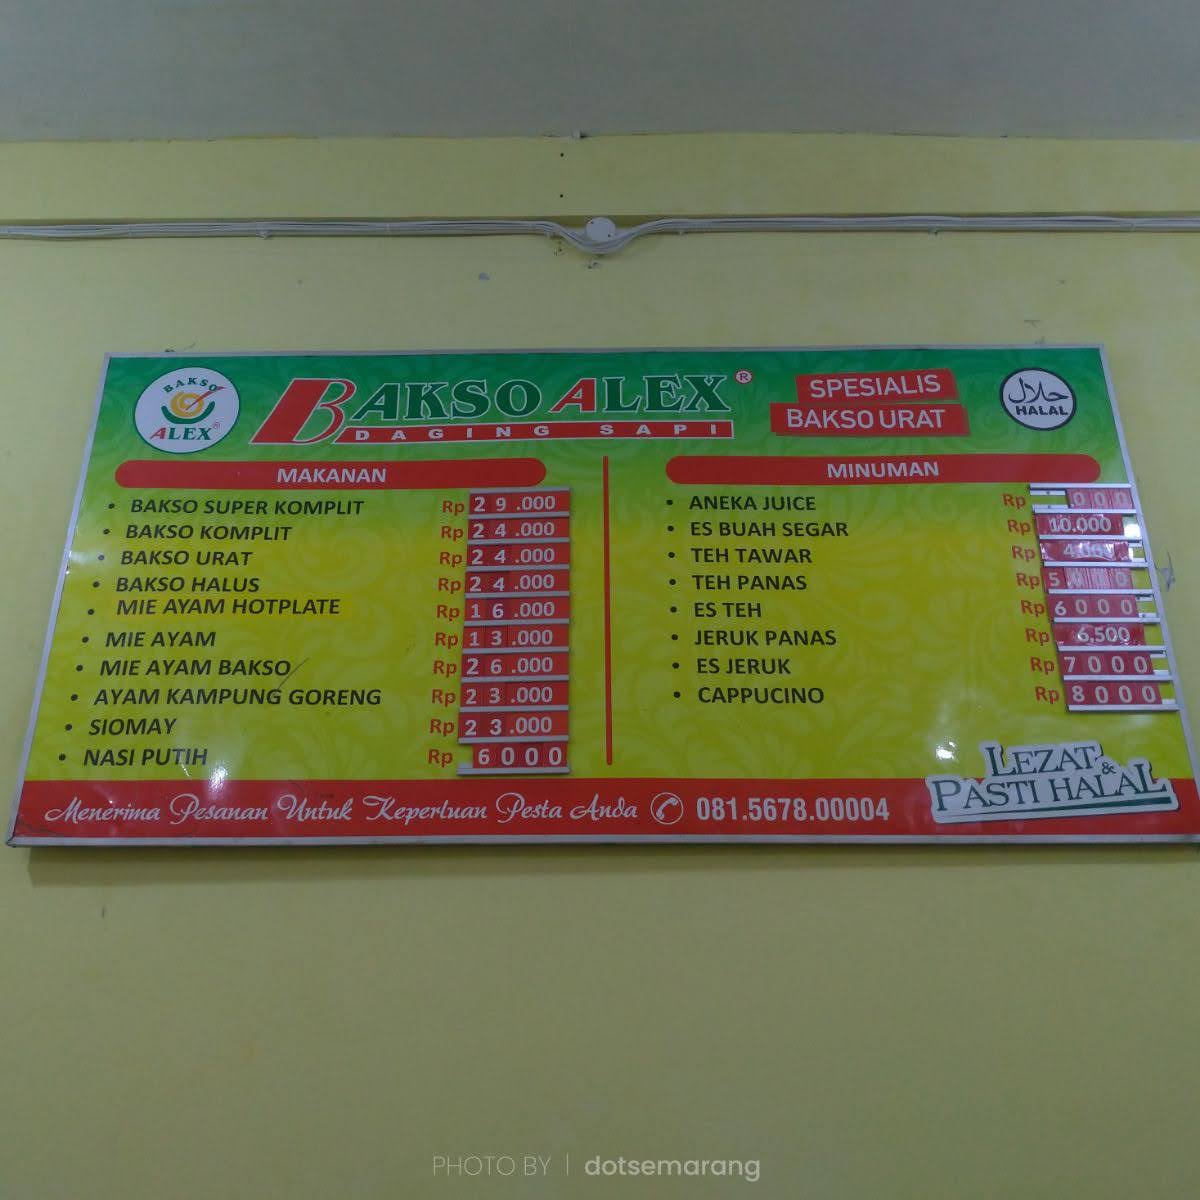 BAKSO
ALEX®
BAKSO ALEX®
DAGING SAPI
SPESIALIS
BAKSO URAT
حلال
HALAL
MAKANAN
• BAKSO SUPER KOMPLIT Rp 29.000
• BAKSO KOMPLIT Rp 24.000
• BAKSO URAT Rp 24.000
• BAKSO HALUS Rp 24.000
• MIE AYAM HOTPLATE Rp 16.000
• MIE AYAM Rp 13.000
• MIE AYAM BAKSO Rp 26.000
• AYAM KAMPUNG GORENG Rp 23.000
• SIOMAY Rp 23.000
• NASI PUTIH Rp 6000
MINUMAN
• ANEKA JUICE Rp 000
• ES BUAH SEGAR Rp 10.000
• TEH TAWAR Rp
• TEH PANAS Rp
• ES TEH Rp 6000
• JERUK PANAS Rp 6,500
• ES JERUK Rp 7000
• CAPPUCINO Rp 8000
LEZAT &
PASTI HALAL
Menerima Pesanan Untuk Keperluan Pesta Anda 081.5678.00004
PHOTO BY | dotsemarang